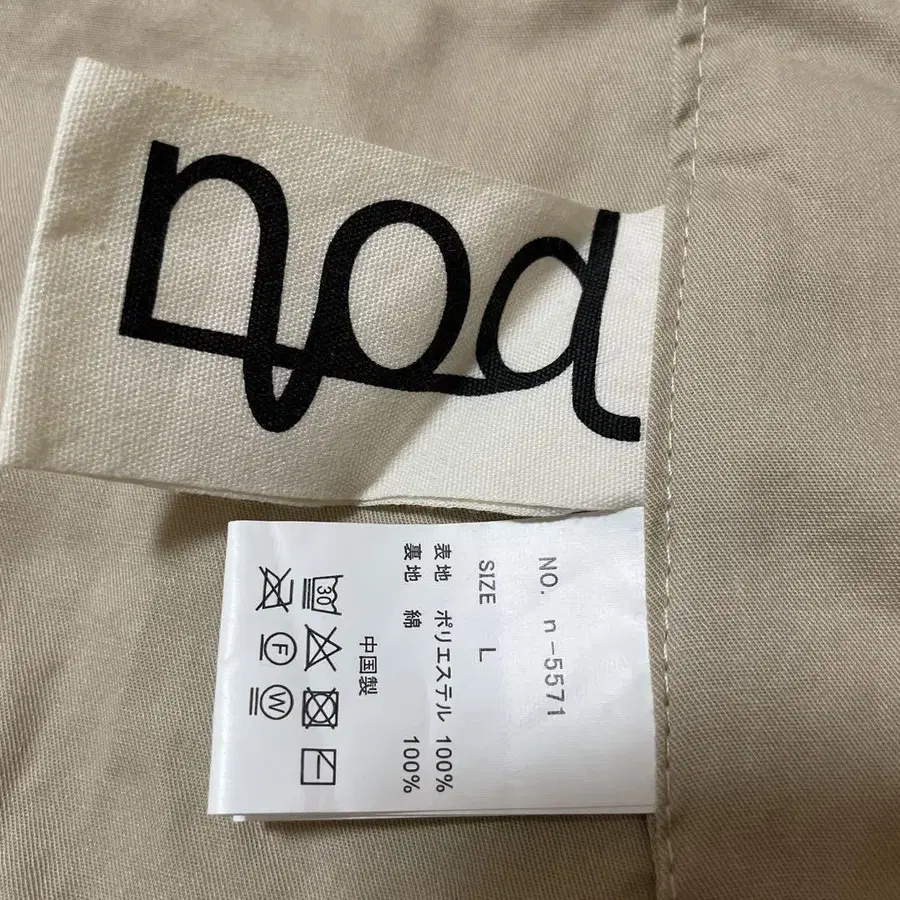 nod
NO. n-5571
SIZE L
表地 ポリエステル 100%
裏地 綿 100%
中国製
30
F
W